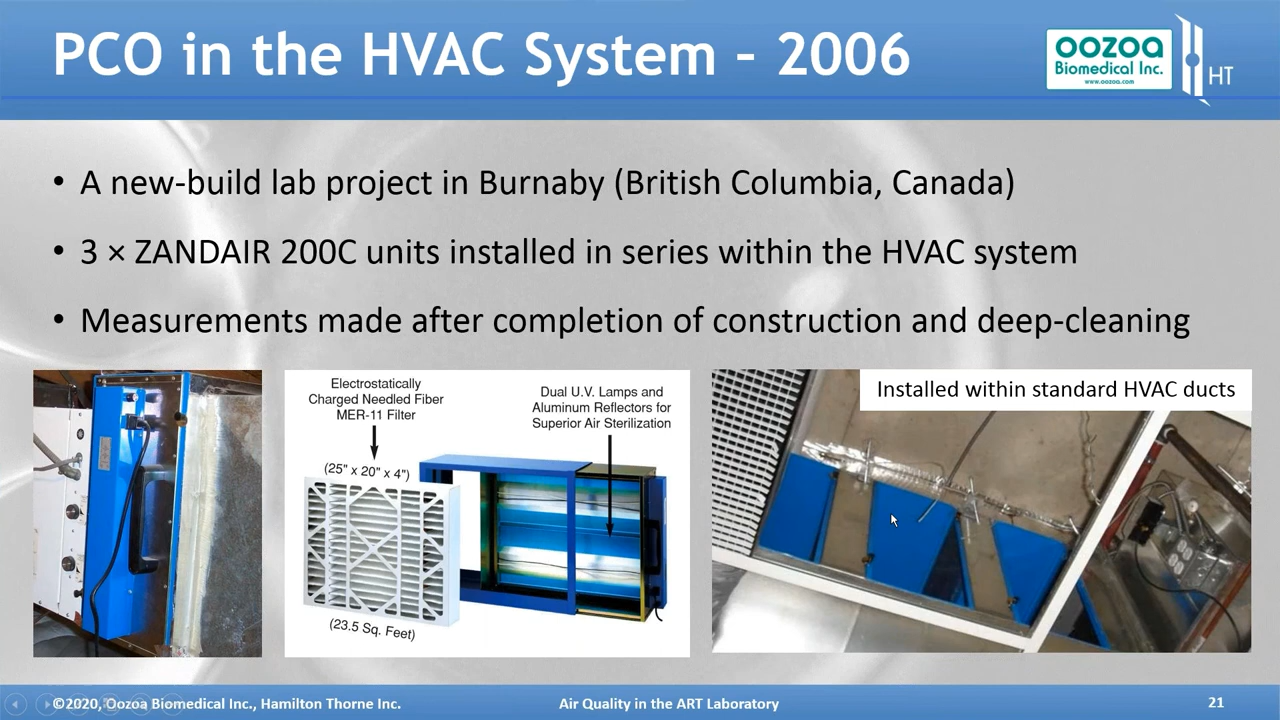 PCO in the HVAC System – 2006
oozoa
Biomedical Inc.
www.oozoa.com
HT
• A new-build lab project in Burnaby (British Columbia, Canada)
• 3 × ZANDAIR 200C units installed in series within the HVAC system
• Measurements made after completion of construction and deep-cleaning
Electrostatically
Charged Needled Fiber
MER-11 Filter
(25" x 20" x 4")
(23.5 Sq. Feet)
Dual U.V. Lamps and
Aluminum Reflectors for
Superior Air Sterilization
Installed within standard HVAC ducts
©2020, Oozoa Biomedical Inc., Hamilton Thorne Inc.
Air Quality in the ART Laboratory
21